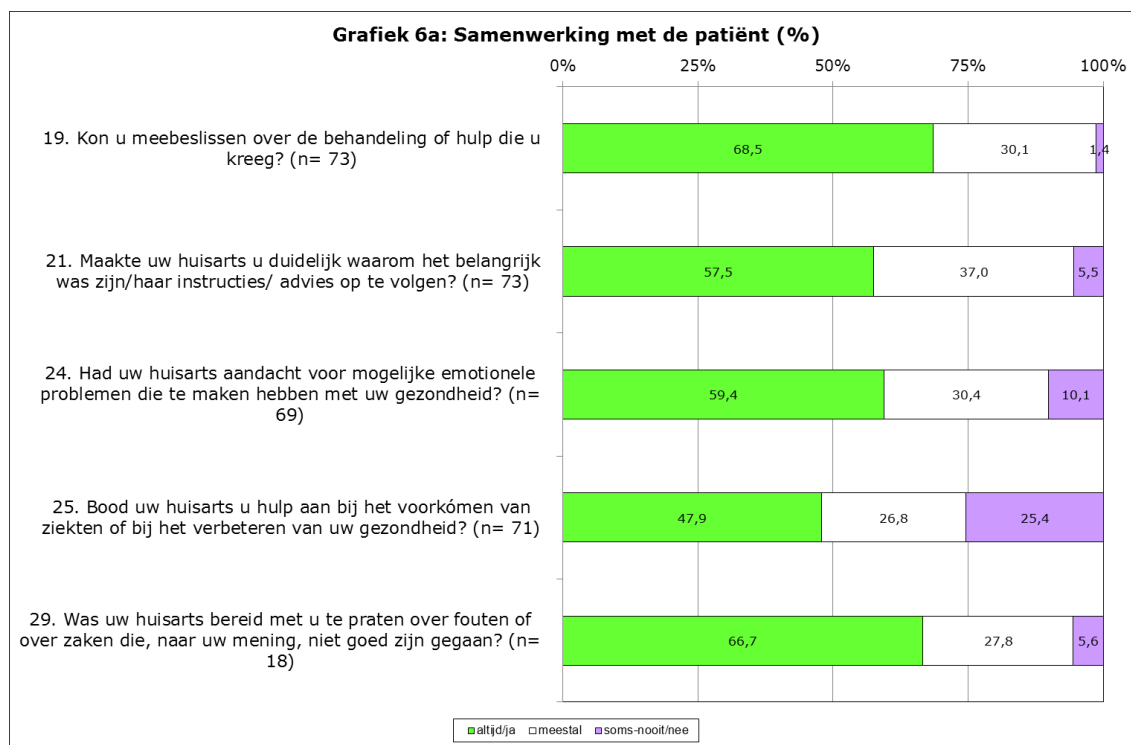 Grafiek 6a: Samenwerking met de patiënt (%)
0% 25% 50% 75% 100%
19. Kon u meebeslissen over de behandeling of hulp die u
kreeg? (n= 73)
68,5 30,1 1,4
21. Maakte uw huisarts u duidelijk waarom het belangrijk
was zijn/haar instructies/ advies op te volgen? (n= 73)
57,5 37,0 5,5
24. Had uw huisarts aandacht voor mogelijke emotionele
problemen die te maken hebben met uw gezondheid? (n=
69)
59,4 30,4 10,1
25. Bood uw huisarts u hulp aan bij het voorkómen van
ziekten of bij het verbeteren van uw gezondheid? (n= 71)
47,9 26,8 25,4
29. Was uw huisarts bereid met u te praten over fouten of
over zaken die, naar uw mening, niet goed zijn gegaan? (n=
18)
66,7 27,8 5,6
altijd/ja meestal soms-nooit/nee